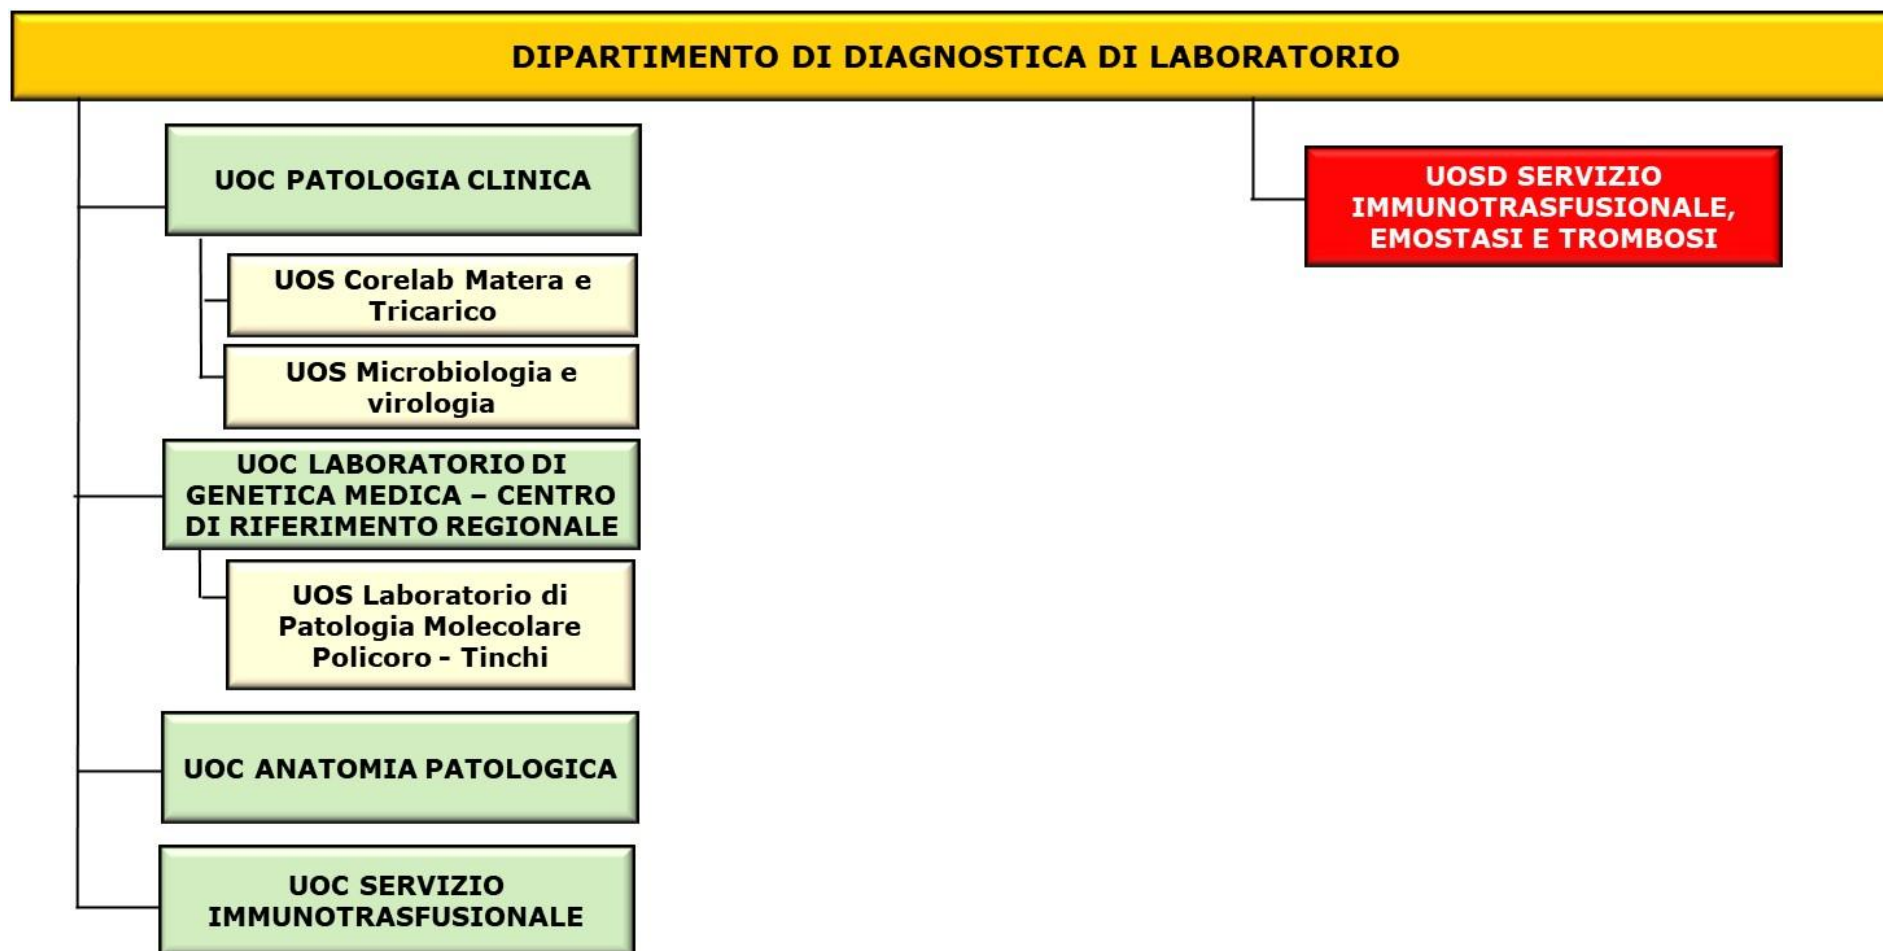 DIPARTIMENTO DI DIAGNOSTICA DI LABORATORIO
UOC PATOLOGIA CLINICA
UOS Corelab Matera e
Tricarico
UOS Microbiologia e
virologia
UOC LABORATORIO DI
GENETICA MEDICA – CENTRO
DI RIFERIMENTO REGIONALE
UOS Laboratorio di
Patologia Molecolare
Policoro - Tinchi
UOC ANATOMIA PATOLOGICA
UOC SERVIZIO
IMMUNOTRASFUSIONALE
UOSD SERVIZIO
IMMUNOTRASFUSIONALE,
EMOSTASI E TROMBOSI